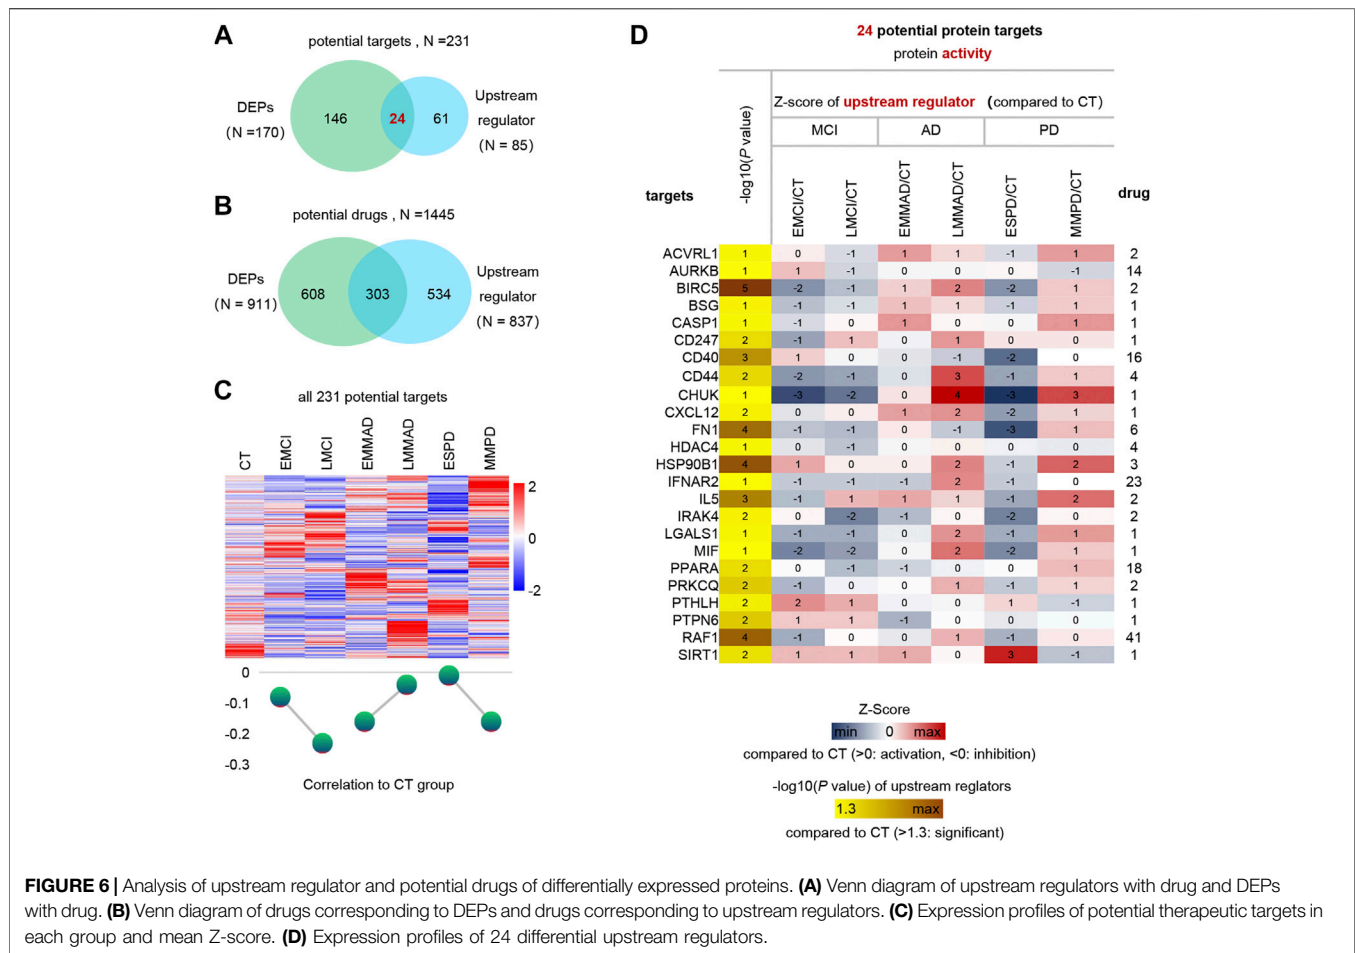 A
potential targets , N =231
DEPs
(N =170)
146
24
61
Upstream
regulator
(N = 85)
B
potential drugs , N =1445
DEPs
(N = 911)
608
303
534
Upstream
regulator
(N = 837)
C
all 231 potential targets
CT
EMCI
LMCI
EMMAD
LMMAD
ESPD
MMPD
2
0
-2
0
-0.1
-0.2
-0.3
Correlation to CT group
D
24 potential protein targets
protein activity
Z-score of upstream regulator (compared to CT)
MCI AD PD
targets -log10(P value) EMCI/CT LMCI/CT EMMAD/CT LMMAD/CT ESPD/CT MMPD/CT drug
ACVRL1 1 0 -1 1 1 -1 1 2
AURKB 1 1 -1 0 0 0 -1 14
BIRC5 5 -2 -1 1 2 -2 1 2
BSG 1 -1 -1 1 1 -1 1 1
CASP1 1 -1 0 1 0 0 1 1
CD247 2 -1 1 0 1 0 0 1
CD40 3 1 0 0 -1 -2 0 16
CD44 2 -2 -1 0 3 -1 1 4
CHUK 1 -3 -2 0 4 -3 3 1
CXCL12 2 0 0 1 2 -2 1 1
FN1 4 -1 -1 0 -1 -3 1 6
HDAC4 1 0 -1 0 0 0 0 4
HSP90B1 4 1 0 0 2 -1 2 3
IFNAR2 1 -1 -1 -1 2 -1 0 23
IL5 3 -1 1 1 1 -1 2 2
IRAK4 2 0 -2 -1 0 -2 0 2
LGALS1 1 -1 -1 0 2 -1 1 1
MIF 1 -2 -2 0 2 -2 1 1
PPARA 2 0 -1 -1 0 0 1 18
PRKCQ 2 -1 0 0 1 -1 1 2
PTHLH 2 2 1 0 0 1 -1 1
PTPN6 2 1 1 -1 0 0 0 1
RAF1 4 -1 0 0 1 -1 0 41
SIRT1 2 1 1 1 0 3 -1 1
Z-Score
min 0 max
compared to CT (>0: activation, <0: inhibition)
-log10(P value) of upstream reglators
1.3 max
compared to CT (>1.3: significant)
FIGURE 6 | Analysis of upstream regulator and potential drugs of differentially expressed proteins. (A) Venn diagram of upstream regulators with drug and DEPs
with drug. (B) Venn diagram of drugs corresponding to DEPs and drugs corresponding to upstream regulators. (C) Expression profiles of potential therapeutic targets in
each group and mean Z-score. (D) Expression profiles of 24 differential upstream regulators.